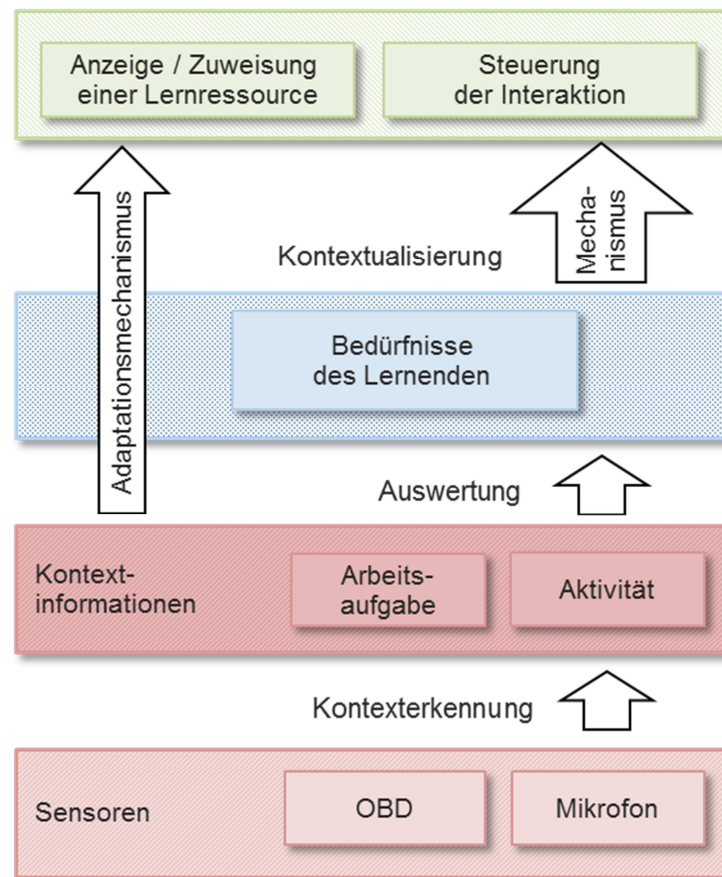 Anzeige / Zuweisung
einer Lernressource
Steuerung
der Interaktion
Adaptationsmechanismus
Mecha-
nismus
Kontextualisierung
Bedürfnisse
des Lernenden
Auswertung
Kontext-
informationen
Arbeits-
aufgabe
Aktivität
Kontexterkennung
Sensoren
OBD
Mikrofon